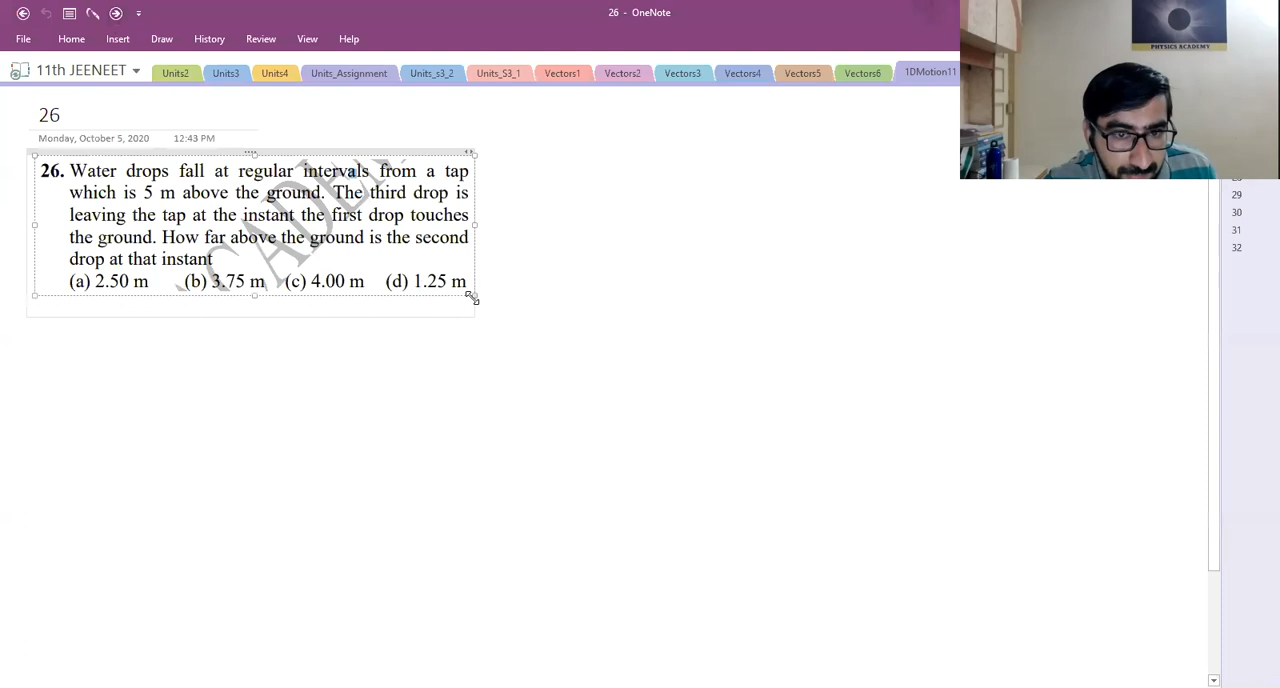 26 - OneNote
File Home Insert Draw History Review View Help
11th JEENEET Units2 Units3 Units4 Units_Assignment Units_s3_2 Units_S3_1 Vectors1 Vectors2 Vectors3 Vectors4 Vectors5 Vectors6 1DMotion11
PHYSICS ACADEMY
26
Monday, October 5, 2020 12:43 PM
26. Water drops fall at regular intervals from a tap
which is 5 m above the ground. The third drop is
leaving the tap at the instant the first drop touches
the ground. How far above the ground is the second
drop at that instant
(a) 2.50 m (b) 3.75 m (c) 4.00 m (d) 1.25 m
29
30
31
32